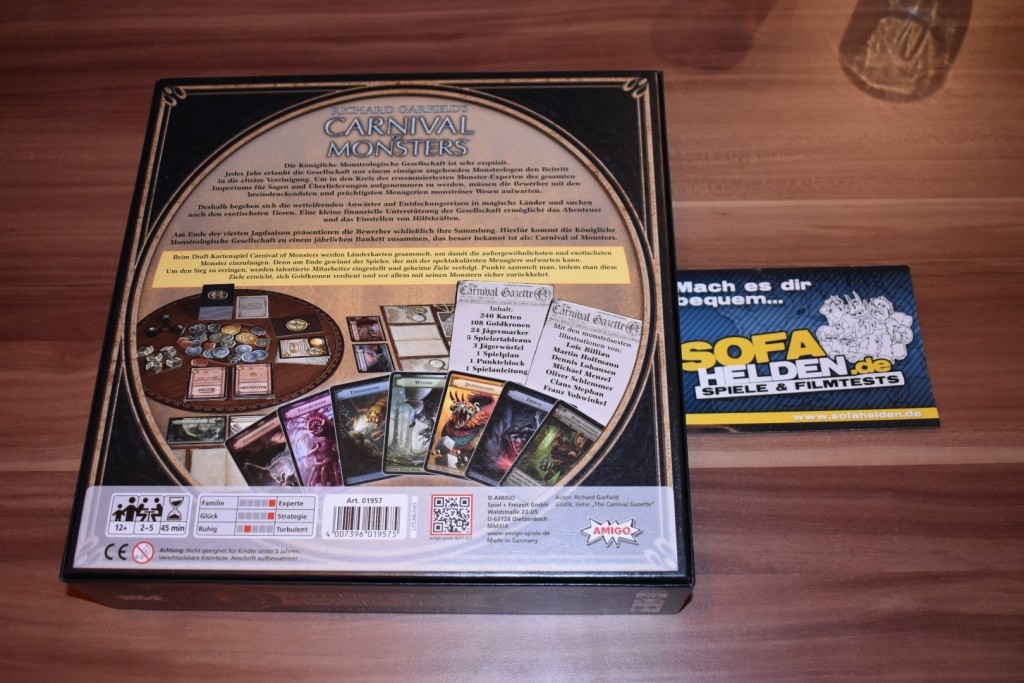 RICHARD GARFIELD'S
CARNIVAL
OF
MONSTERS
Die Königliche Monstrologische Gesellschaft ist sehr exquisit.
Jedes Jahr erlaubt die Gesellschaft nur einem einzigen angehenden Monstrologen den Beitritt
in die elitäre Vereinigung. Um in den Kreis der renommiertesten Monster-Experten des gesamten
Imperiums für Sagen und Überlieferungen aufgenommen zu werden, müssen die Bewerber mit den
beeindruckendsten und prächtigsten Menagerien monströser Wesen aufwarten.
Deshalb begeben sich die wetteifernden Anwärter auf Entdeckungsreisen in magische Länder und suchen
nach den exotischsten Tieren. Eine kleine finanzielle Unterstützung der Gesellschaft ermöglicht das Abenteuer
und das Einstellen von Hilfskräften.
Am Ende der vierten Jagdsaison präsentieren die Bewerber schließlich ihre Sammlung. Hierfür kommt die Königliche
Monstrologische Gesellschaft zu einem jährlichen Bankett zusammen, das besser bekannt ist als: Carnival of Monsters.
Beim Draft-Kartenspiel Carnival of Monsters werden Länderkarten gesammelt, um damit die außergewöhnlichsten und exotischsten
Monster einzufangen. Denn am Ende gewinnt der Spieler, der mit der spektakulärsten Menagerie aufwarten kann.
Um den Sieg zu erringen, werden talentierte Mitarbeiter eingestellt und geheime Ziele verfolgt. Punkte sammelt man, indem man diese
Ziele erreicht, sich Goldkronen verdient und vor allem mit seinen Monstern sicher zurückkehrt.
The
Carnival Gazette
Inhalt:
240 Karten
108 Goldkronen
24 Jägermarker
5 Spielertableaus
3 Jägerwürfel
1 Spielplan
1 Punkteblock
1 Spielanleitung
The
Carnival Gazette
Mit den monströsesten
Illustrationen von:
Loïc Billiau
Martin Hoffmann
Dennis Lohausen
Michael Menzel
Oliver Schlemmer
Claus Stephan
Franz Vohwinkel
Mach es dir
bequem...
SOFA
HELDEN.de
SPIELE & FILMTESTS
www.sofahelden.de
12+
2-5
45 min
Familie Experte
Glück Strategie
Ruhig Turbulent
Art. 01957
4 007396 019575
© AMIGO
Spiel + Freizeit GmbH
Waldstraße 23-D5
D-63128 Dietzenbach
MMXIX
www.amigo-spiele.de
Made in Germany
Autor: Richard Garfield
Grafik: siehe „The Carnival Gazette"
AMIGO
CE
Achtung: Nicht geeignet für Kinder unter 3 Jahren.
Verschluckbare Kleinteile. Anschrift aufbewahren!